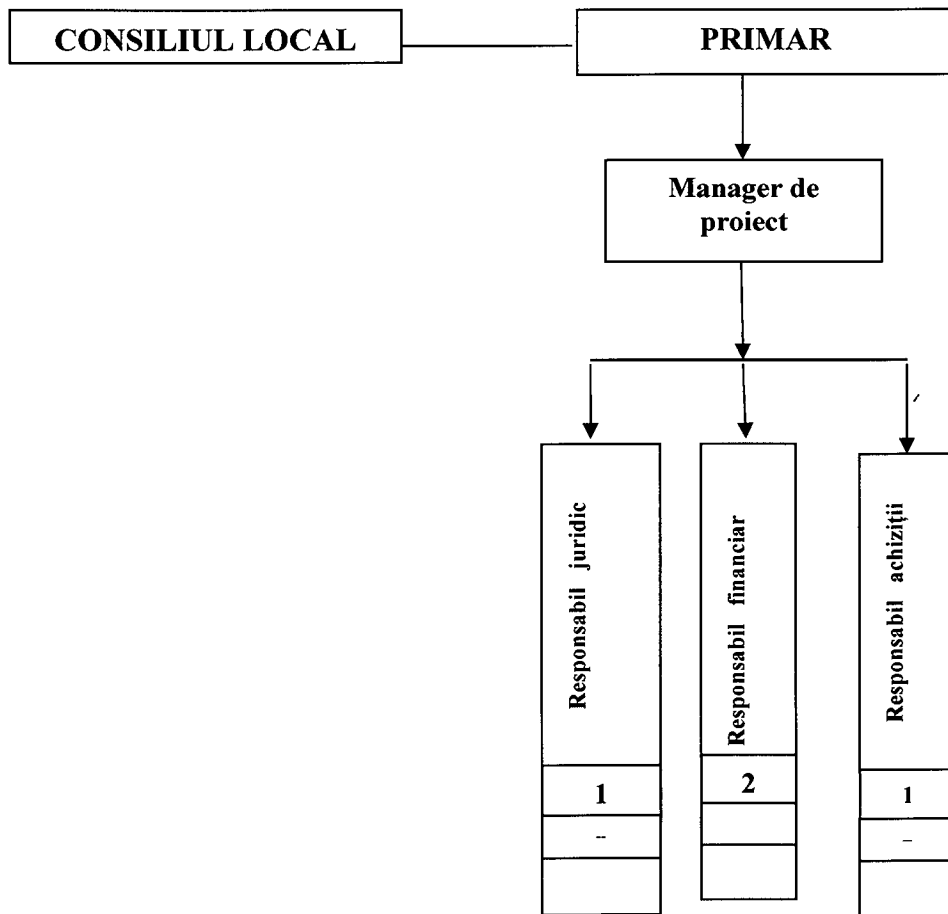 CONSILIUL LOCAL
PRIMAR
Manager de
proiect
Responsabil juridic
Responsabil financiar
Responsabil achiziții
1
2
1
--
–